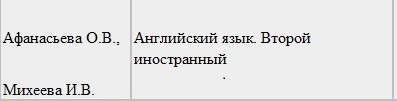 Афанасьева О.В.,
Михеева И.В.
Английский язык. Второй
иностранный
.